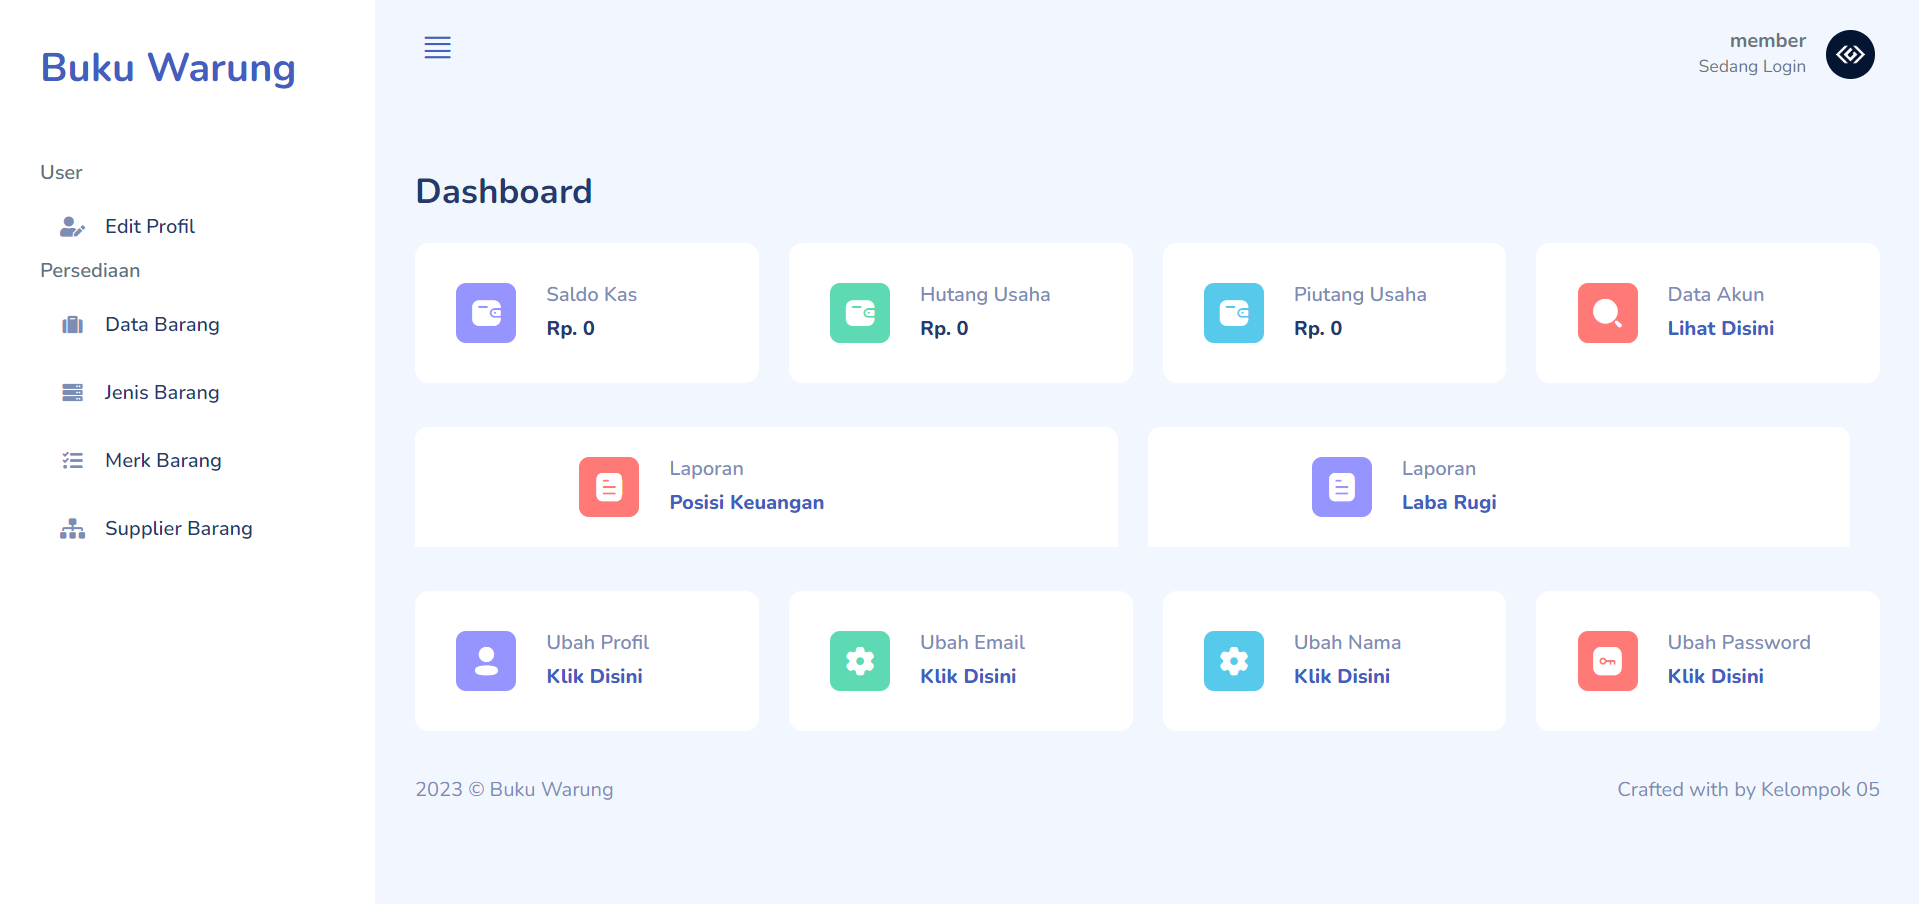 Buku Warung
User
Edit Profil
Persediaan
Data Barang
Jenis Barang
Merk Barang
Supplier Barang
member
Sedang Login
Dashboard
Saldo Kas
Rp. 0
Hutang Usaha
Rp. 0
Piutang Usaha
Rp. 0
Data Akun
Lihat Disini
Laporan
Posisi Keuangan
Laporan
Laba Rugi
Ubah Profil
Klik Disini
Ubah Email
Klik Disini
Ubah Nama
Klik Disini
Ubah Password
Klik Disini
2023 © Buku Warung
Crafted with by Kelompok 05